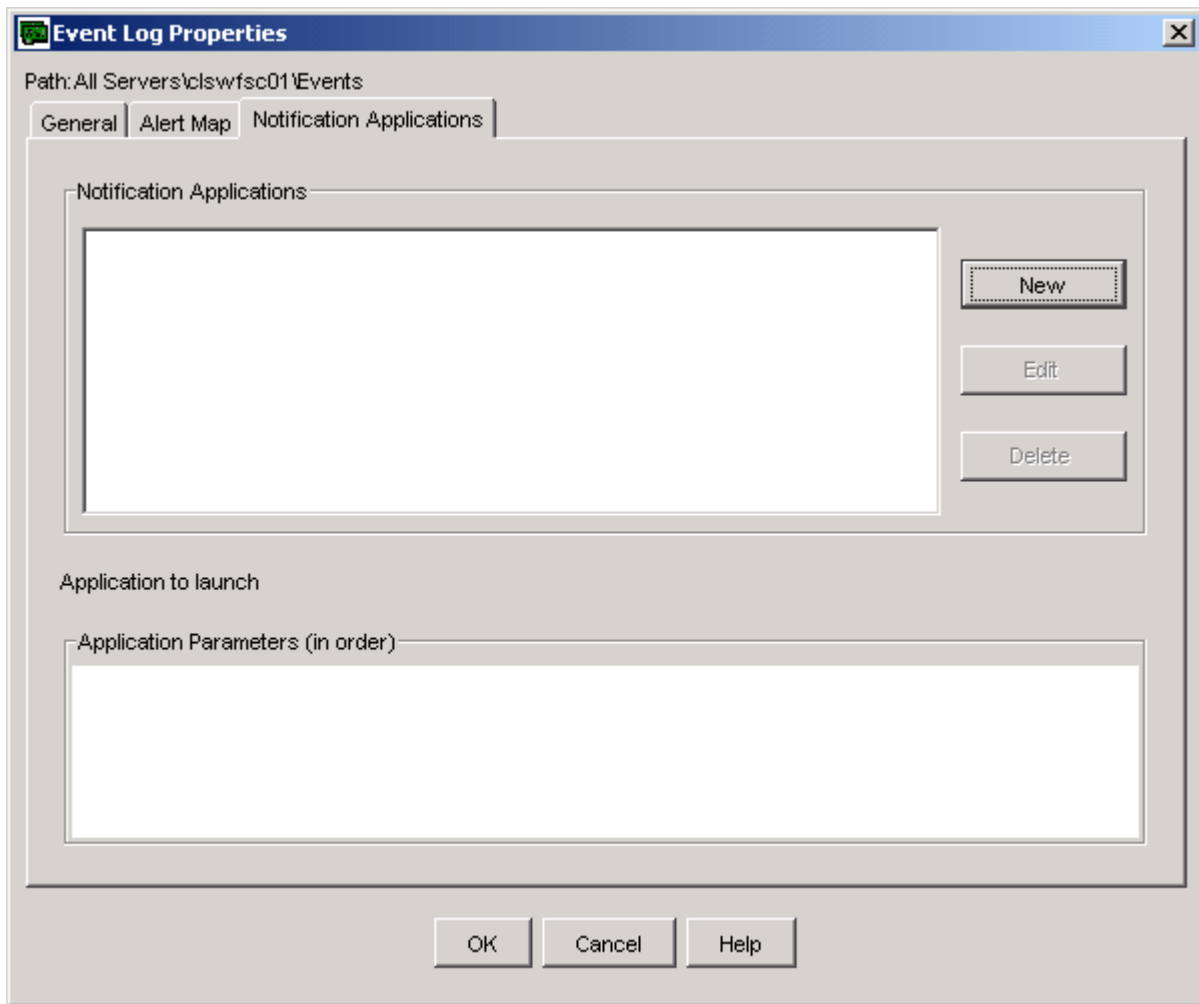 Event Log Properties
Path:All Servers\clswfsc01\Events
General
Alert Map
Notification Applications
Notification Applications
New
Edit
Delete
Application to launch
Application Parameters (in order)
OK
Cancel
Help